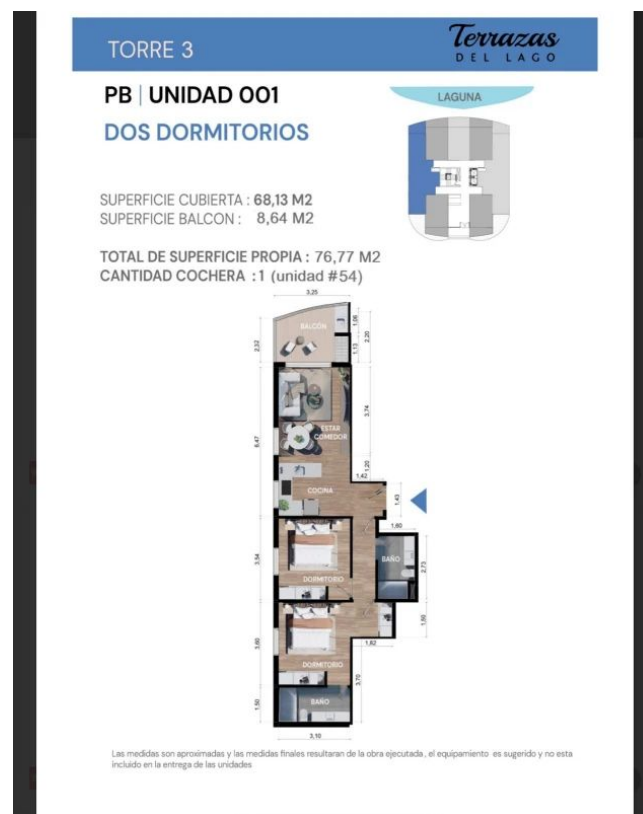 TORRE 3
Terrazas
DEL LAGO
PB | UNIDAD 001
DOS DORMITORIOS
LAGUNA
SUPERFICIE CUBIERTA : 68,13 M2
SUPERFICIE BALCON : 8,64 M2
TOTAL DE SUPERFICIE PROPIA : 76,77 M2
CANTIDAD COCHERA : 1 (unidad #54)
3,25
BALCÓN
2,32
1,08
1,13
2,20
ESTAR
COMEDOR
6,47
3,74
1,20
1,42
COCINA
1,43
1,60
BAÑO
2,73
3,54
DORMITORIO
1,50
1,62
3,60
DORMITORIO
3,70
BAÑO
1,50
3,10
Las medidas son aproximadas y las medidas finales resultaran de la obra ejecutada , el equipamiento es sugerido y no esta
incluido en la entrega de las unidades